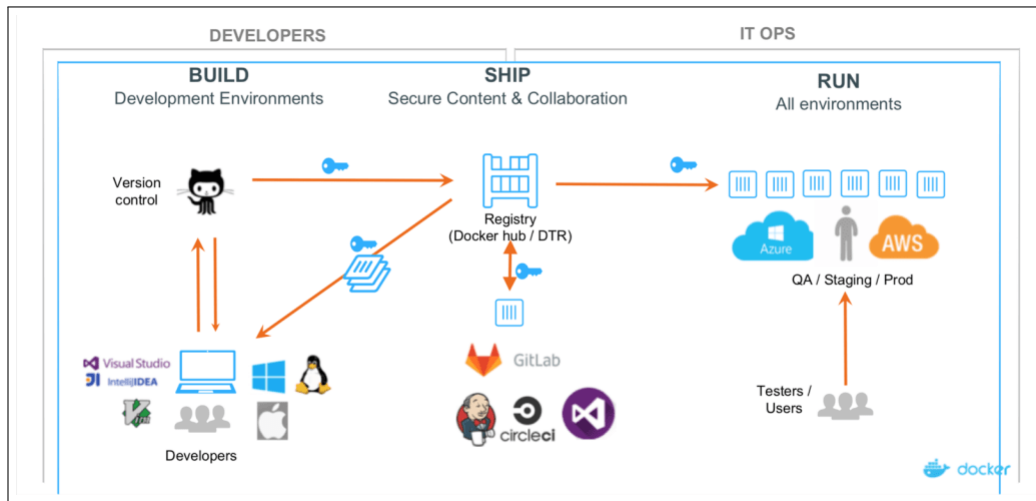 DEVELOPERS
IT OPS
BUILD
Development Environments
SHIP
Secure Content & Collaboration
RUN
All environments
Version
control
Registry
(Docker hub / DTR)
Azure
AWS
QA / Staging / Prod
Visual Studio
IntellijIDEA
Vim
Developers
GitLab
circleci
Testers /
Users
docker